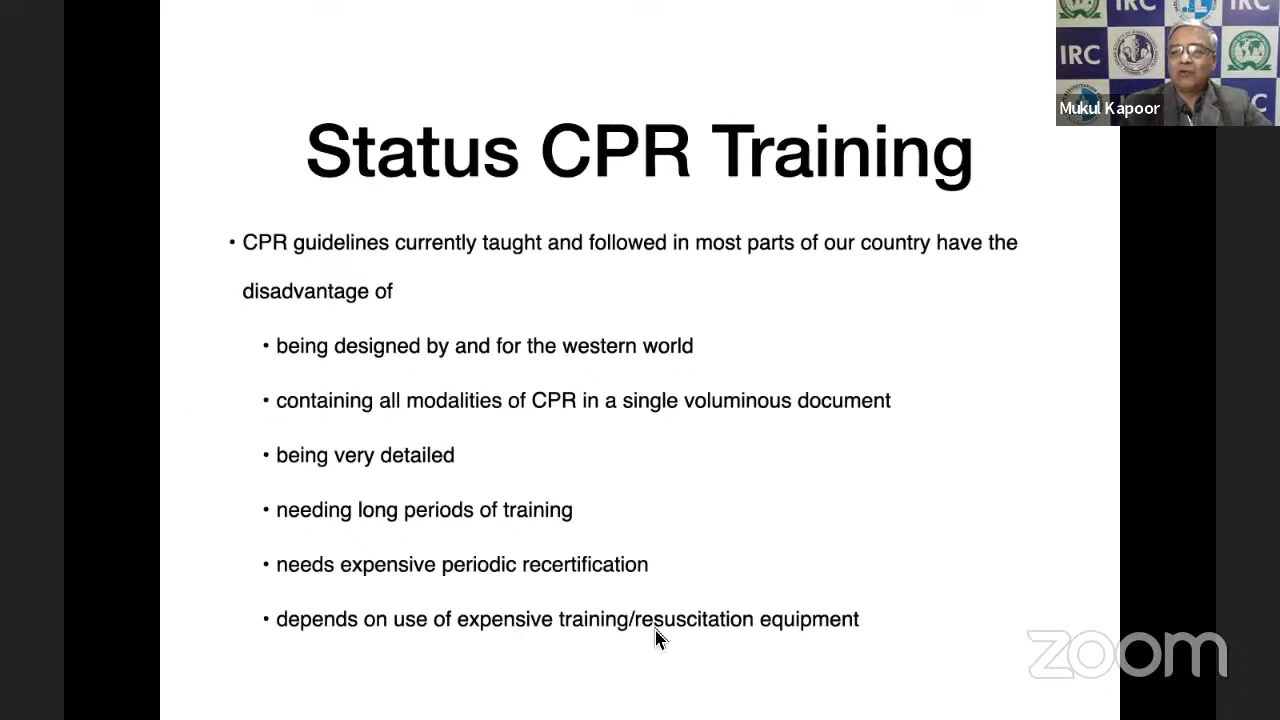 IRC
IRC
IRC
Mukul Kapoor
Status CPR Training
• CPR guidelines currently taught and followed in most parts of our country have the
disadvantage of
• being designed by and for the western world
• containing all modalities of CPR in a single voluminous document
• being very detailed
• needing long periods of training
• needs expensive periodic recertification
• depends on use of expensive training/resuscitation equipment
zoom